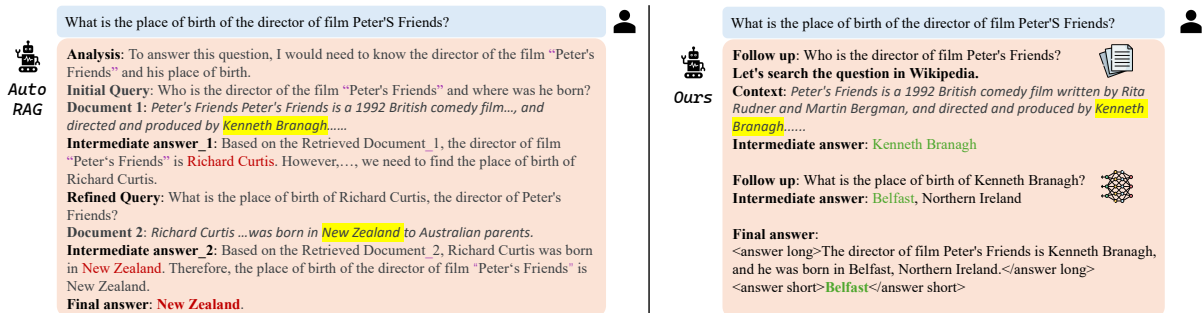 What is the place of birth of the director of film Peter'S Friends?
Auto
RAG
Analysis: To answer this question, I would need to know the director of the film “Peter's
Friends” and his place of birth.
Initial Query: Who is the director of the film “Peter's Friends” and where was he born?
Document 1: Peter's Friends Peter's Friends is a 1992 British comedy film…, and
directed and produced by Kenneth Branagh……
Intermediate answer_1: Based on the Retrieved Document_1, the director of film
“Peter‘s Friends” is Richard Curtis. However,…, we need to find the place of birth of
Richard Curtis.
Refined Query: What is the place of birth of Richard Curtis, the director of Peter's
Friends?
Document 2: Richard Curtis …was born in New Zealand to Australian parents.
Intermediate answer_2: Based on the Retrieved Document_2, Richard Curtis was born
in New Zealand. Therefore, the place of birth of the director of film "Peter‘s Friends" is
New Zealand.
Final answer: New Zealand.
What is the place of birth of the director of film Peter'S Friends?
Ours
Follow up: Who is the director of film Peter's Friends?
Let's search the question in Wikipedia.
Context: Peter's Friends is a 1992 British comedy film written by Rita
Rudner and Martin Bergman, and directed and produced by Kenneth
Branagh……
Intermediate answer: Kenneth Branagh
Follow up: What is the place of birth of Kenneth Branagh?
Intermediate answer: Belfast, Northern Ireland
Final answer:
<answer long>The director of film Peter's Friends is Kenneth Branagh,
and he was born in Belfast, Northern Ireland.</answer long>
<answer short>Belfast</answer short>